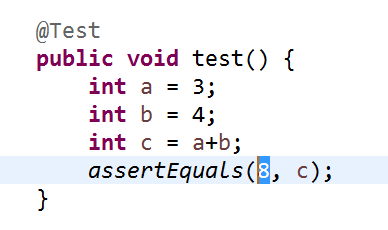 @Test
public void test() {
    int a = 3;
    int b = 4;
    int c = a+b;
    assertEquals(8, c);
}